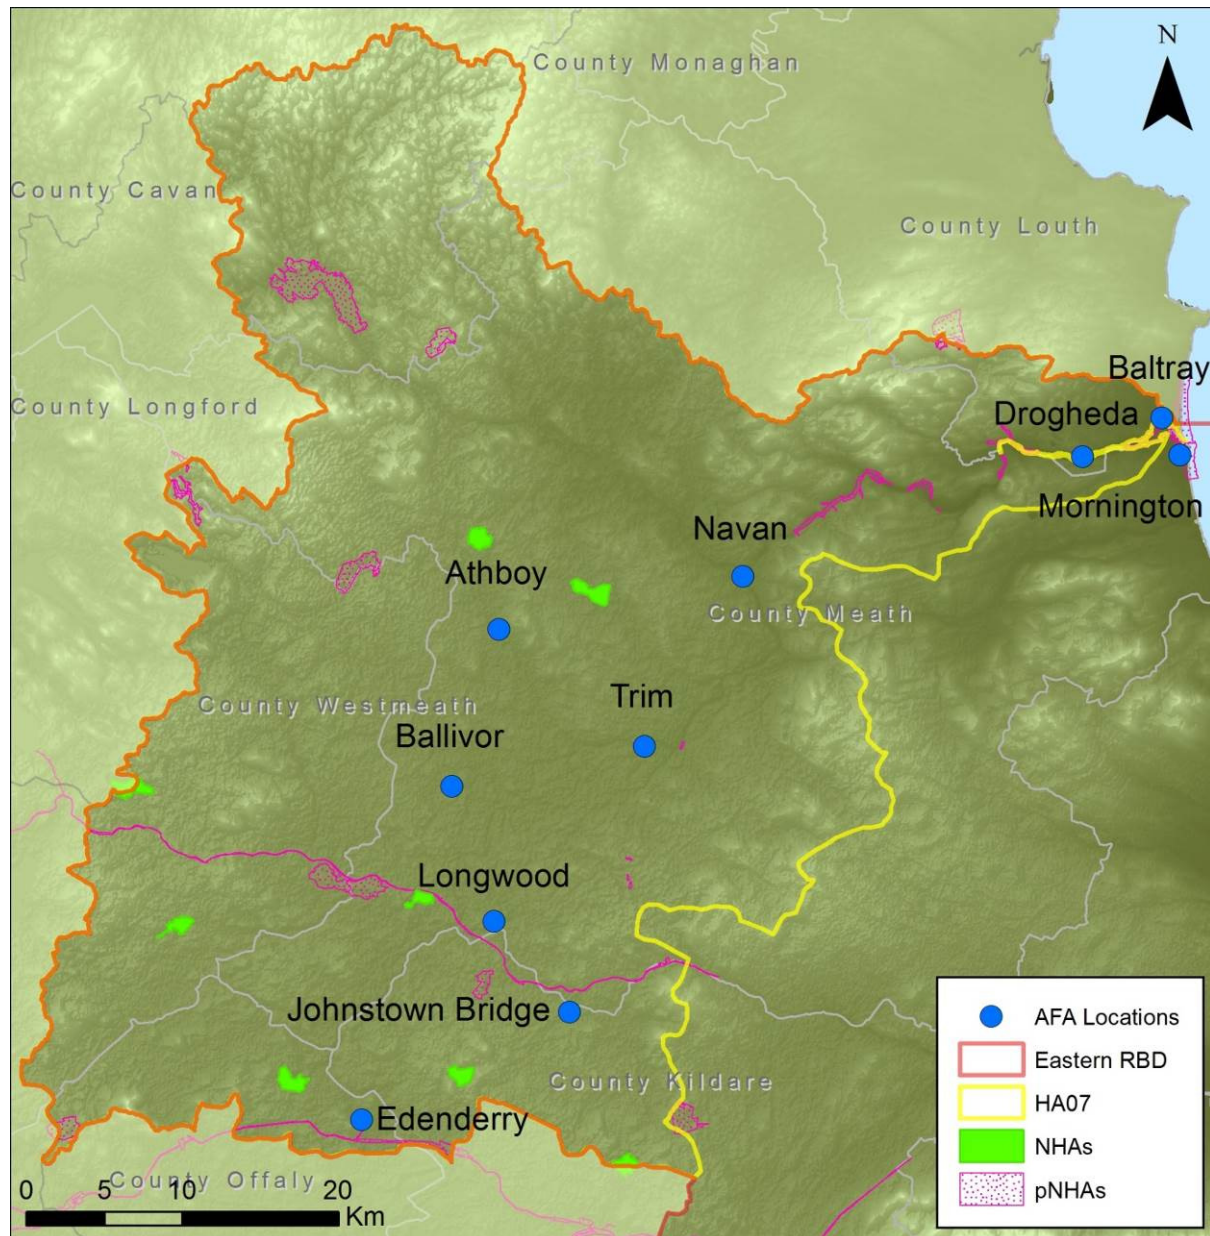 N
County Monaghan
County Cavan
County Louth
Baltray
County Longford
Drogheda
Mornington
Navan
Athboy
County Meath
Trim
County Westmeath
Ballivor
Longwood
Johnstown Bridge
County Kildare
Edenderry
County Offaly
0 5 10 20
Km
AFA Locations
Eastern RBD
HA07
NHAs
pNHAs